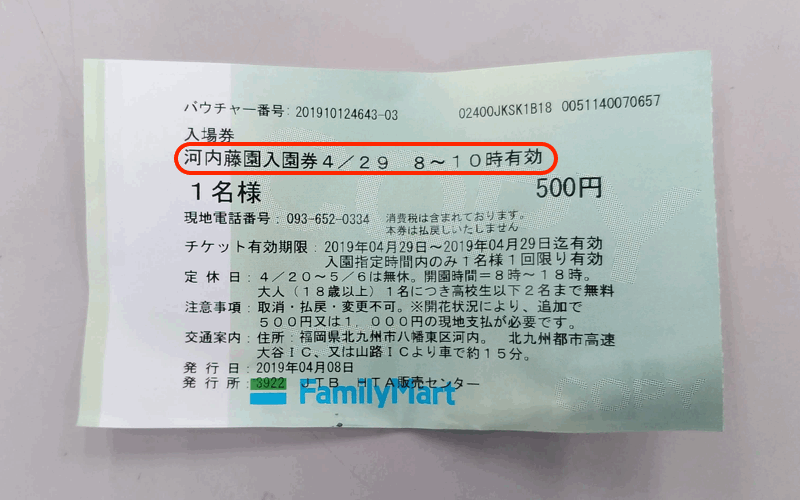 バウチャー番号:201910124643-03 02400JKSK1B18 0051140070657
入場券
河内藤園入園券4/29 8~10時有効
1名様 500円
現地電話番号:093-652-0334 消費税は含まれております。
本券は払戻しいたしません
チケット有効期限:2019年04月29日~2019年04月29日迄有効
入園指定時間内のみ1名様1回限り有効
定休日:4/20~5/6は無休。開園時間=8時~18時。
大人(18歳以上)1名につき高校生以下2名まで無料
注意事項:取消・払戻・変更不可。※開花状況により、追加で
500円又は1,000円の現地支払が必要です。
交通案内:住所:福岡県北九州市八幡東区河内。 北九州都市高速
大谷IC、又は山路ICより車で約15分。
発行日:2019年04月08日
発行所:3922 JTB HTA販売センター
FamilyMart